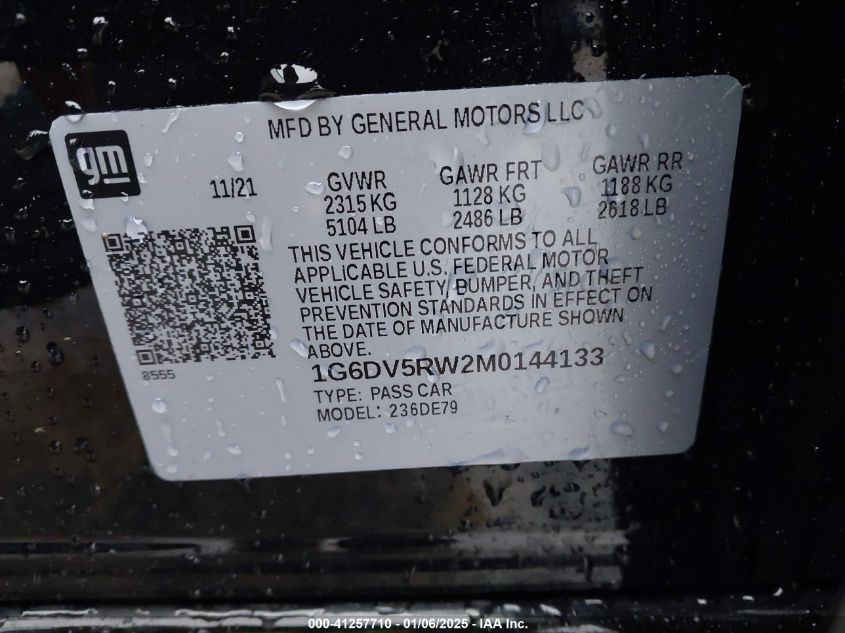 MFD BY GENERAL MOTORS LLC
gm
11/21
GVWR
2315 KG
5104 LB
GAWR FRT
1128 KG
2486 LB
GAWR RR
1188 KG
2618 LB
THIS VEHICLE CONFORMS TO ALL
APPLICABLE U.S. FEDERAL MOTOR
VEHICLE SAFETY, BUMPER, AND THEFT
PREVENTION STANDARDS IN EFFECT ON
THE DATE OF MANUFACTURE SHOWN
ABOVE.
8555
1G6DV5RW2M0144133
TYPE: PASS CAR
MODEL: 236DE79
000-41257710 - 01/06/2025 - IAA Inc.